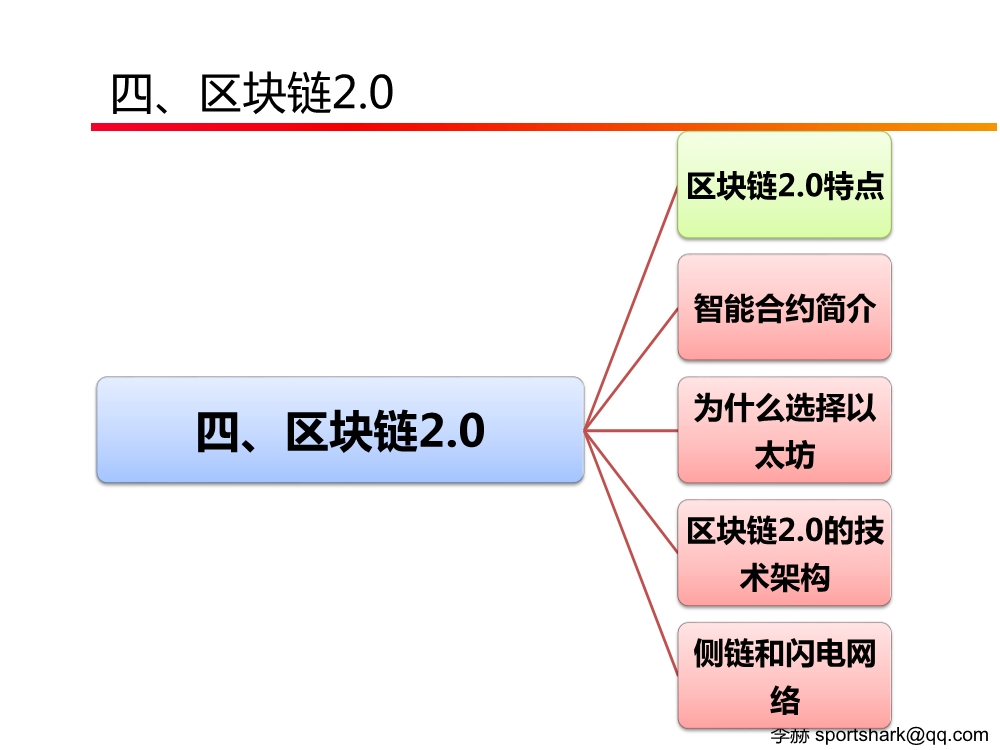 四、区块链2.0
区块链2.0特点
智能合约简介
为什么选择以
太坊
四、区块链2.0
区块链2.0的技
术架构
侧链和闪电网
络
李赫 sportshark@qq.com